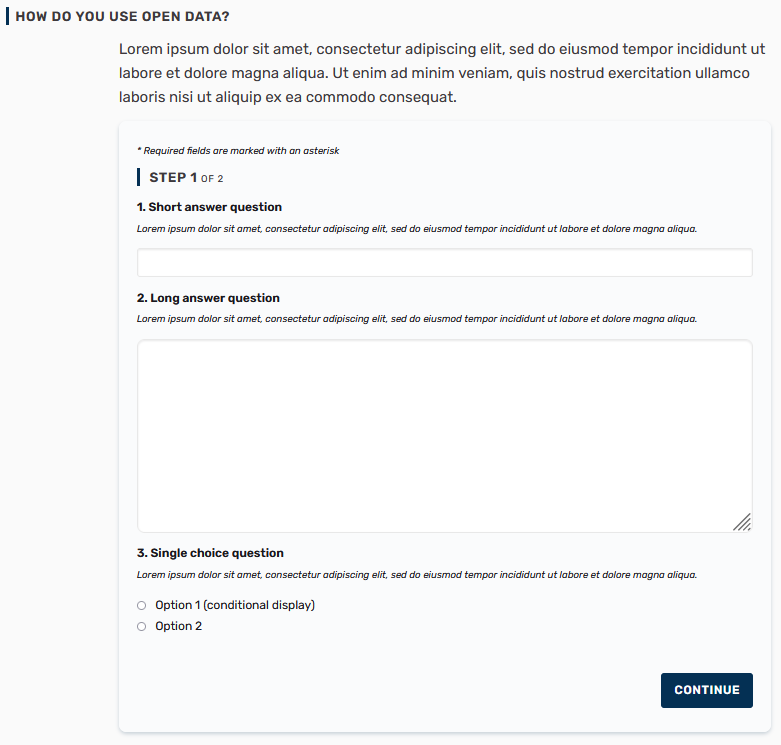 HOW DO YOU USE OPEN DATA?
Lorem ipsum dolor sit amet, consectetur adipiscing elit, sed do eiusmod tempor incididunt ut
labore et dolore magna aliqua. Ut enim ad minim veniam, quis nostrud exercitation ullamco
laboris nisi ut aliquip ex ea commodo consequat.
* Required fields are marked with an asterisk
STEP 1 OF 2
1. Short answer question
Lorem ipsum dolor sit amet, consectetur adipiscing elit, sed do eiusmod tempor incididunt ut labore et dolore magna aliqua.
2. Long answer question
Lorem ipsum dolor sit amet, consectetur adipiscing elit, sed do eiusmod tempor incididunt ut labore et dolore magna aliqua.
3. Single choice question
Lorem ipsum dolor sit amet, consectetur adipiscing elit, sed do eiusmod tempor incididunt ut labore et dolore magna aliqua.
Option 1 (conditional display)
Option 2
CONTINUE